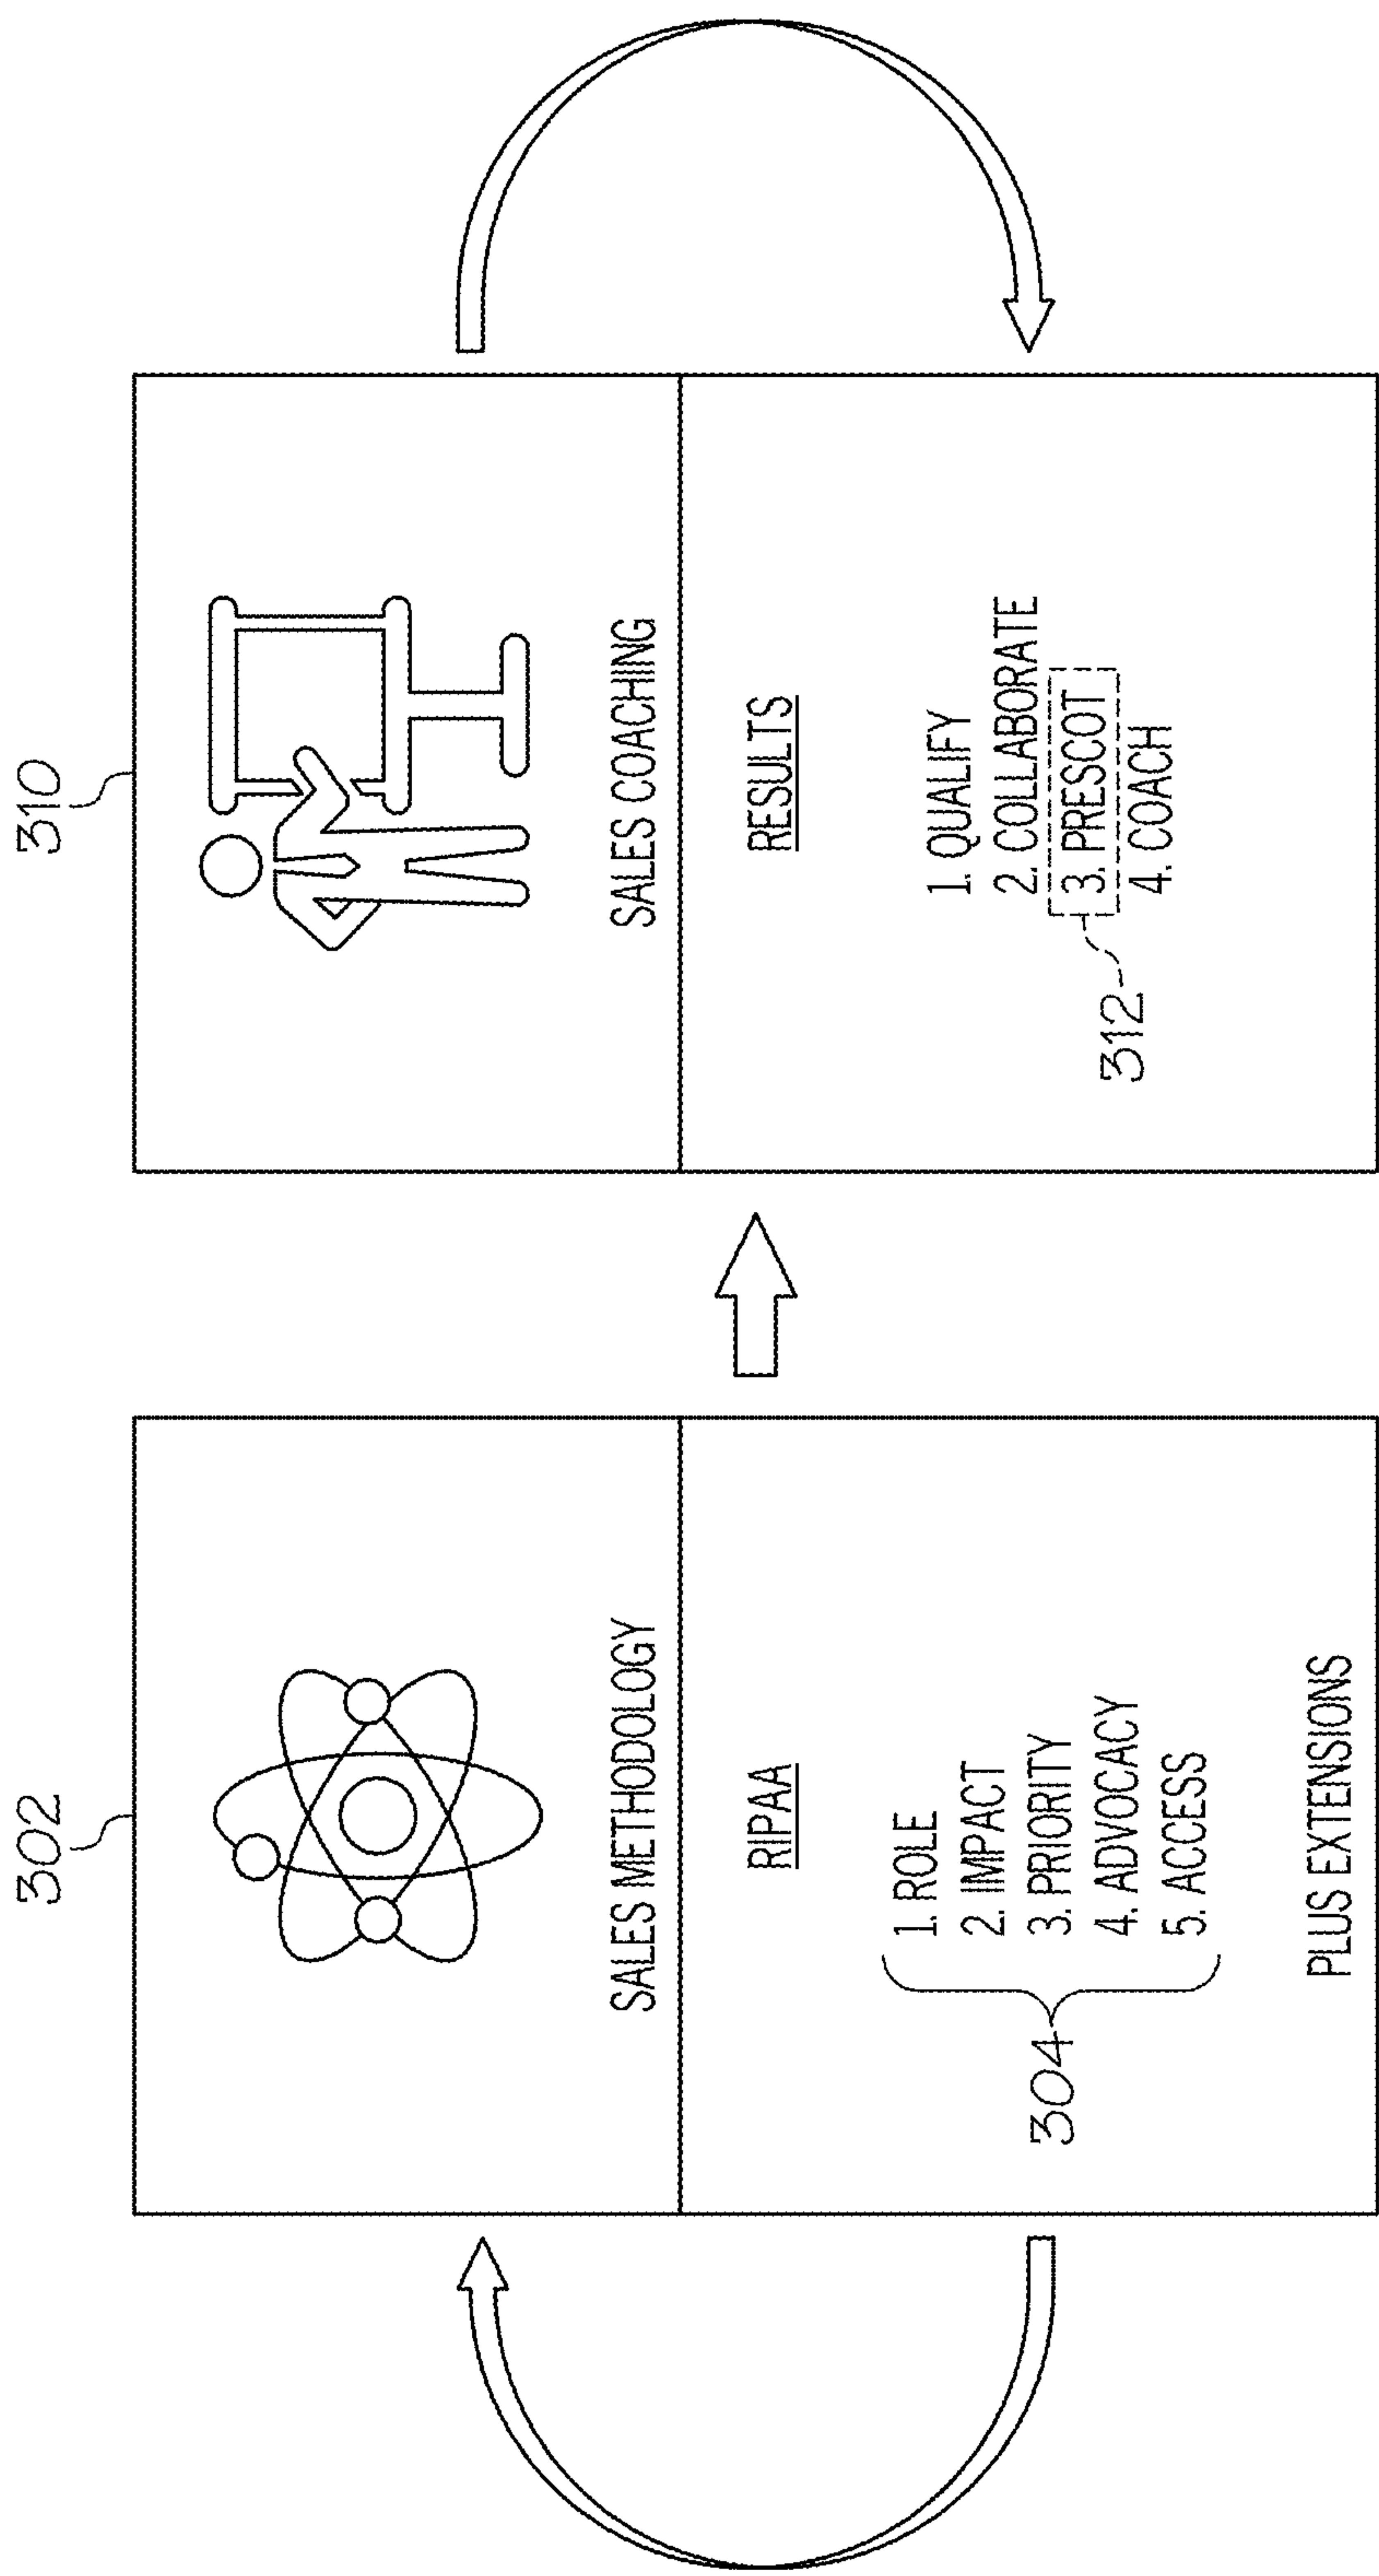 302
SALES METHODOLOGY
RIPAA
1. ROLE
2. IMPACT
3. PRIORITY
4. ADVOCACY
5. ACCESS
304
PLUS EXTENSIONS
310
SALES COACHING
RESULTS
1. QUALIFY
2. COLLABORATE
3. PRESCOT
4. COACH
312